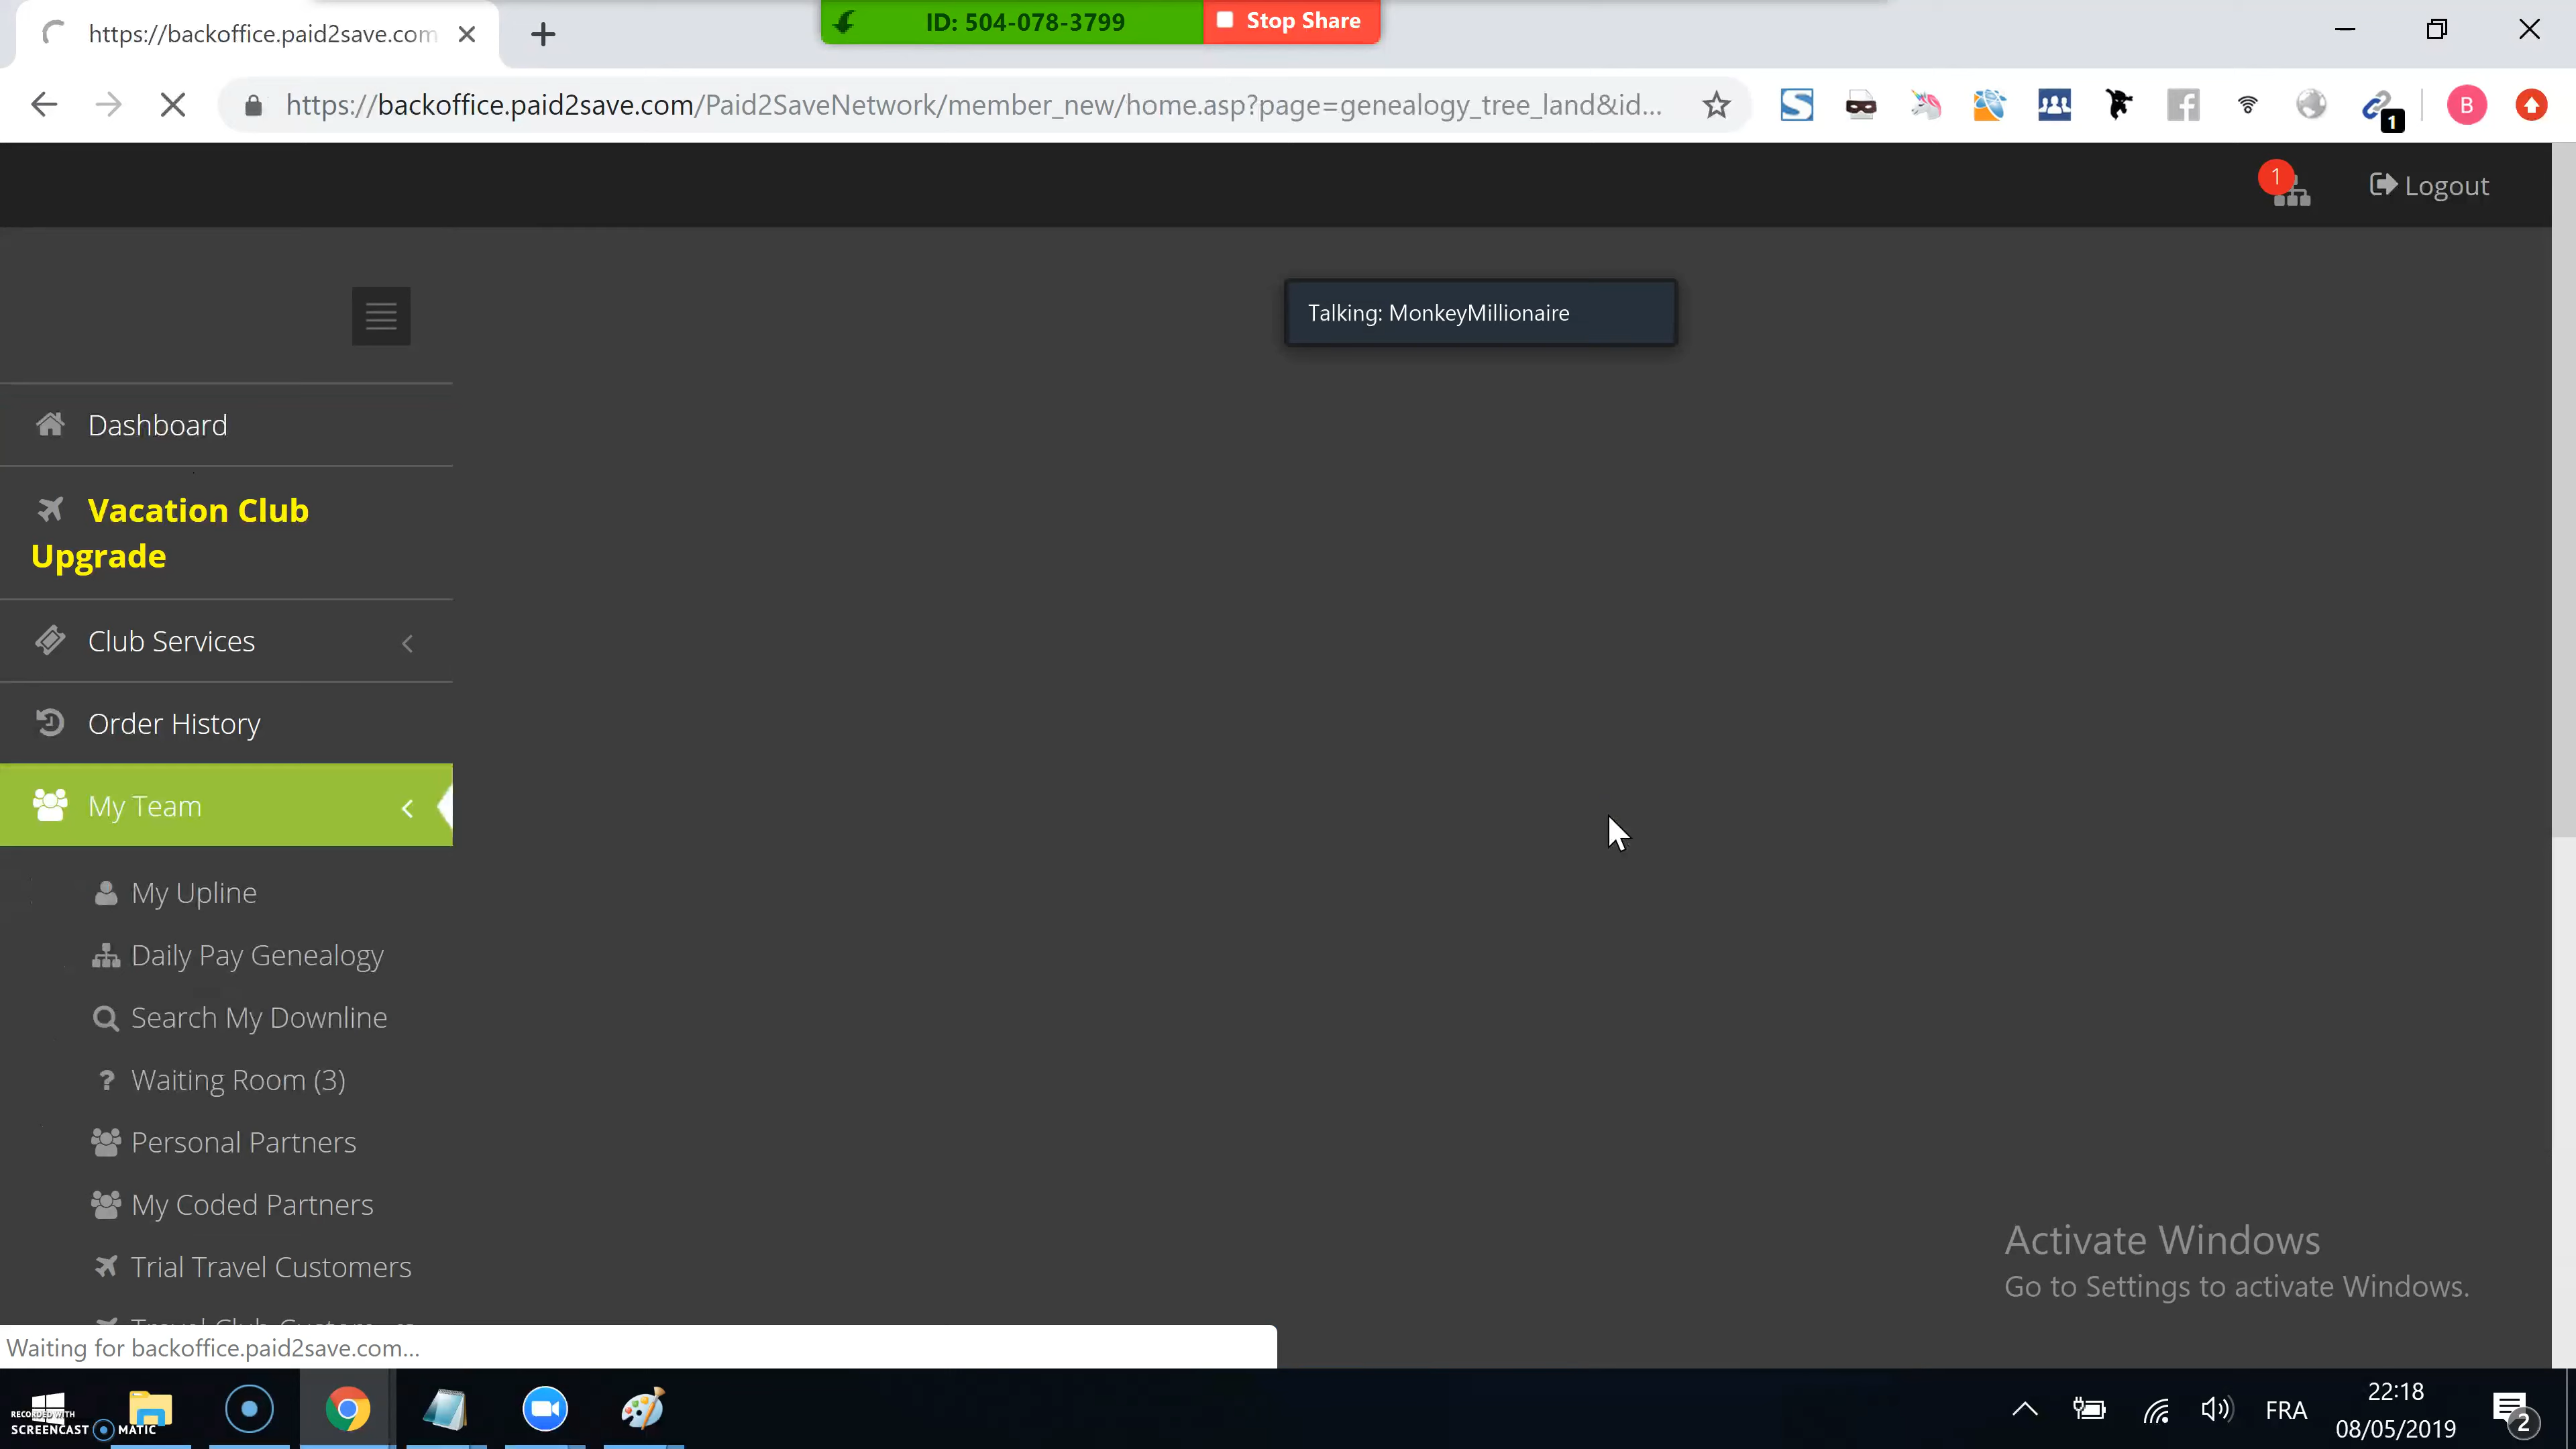 https://backoffice.paid2save.com
ID: 504-078-3799
Stop Share
https://backoffice.paid2save.com/Paid2SaveNetwork/member_new/home.asp?page=genealogy_tree_land&id...
1
B
1
Logout
Talking: MonkeyMillionaire
Dashboard
Vacation Club
Upgrade
Club Services
Order History
My Team
My Upline
Daily Pay Genealogy
Search My Downline
Waiting Room (3)
Personal Partners
My Coded Partners
Trial Travel Customers
Activate Windows
Go to Settings to activate Windows.
Waiting for backoffice.paid2save.com...
RECORDED WITH
SCREENCAST MATIC
FRA
22:18
08/05/2019
2